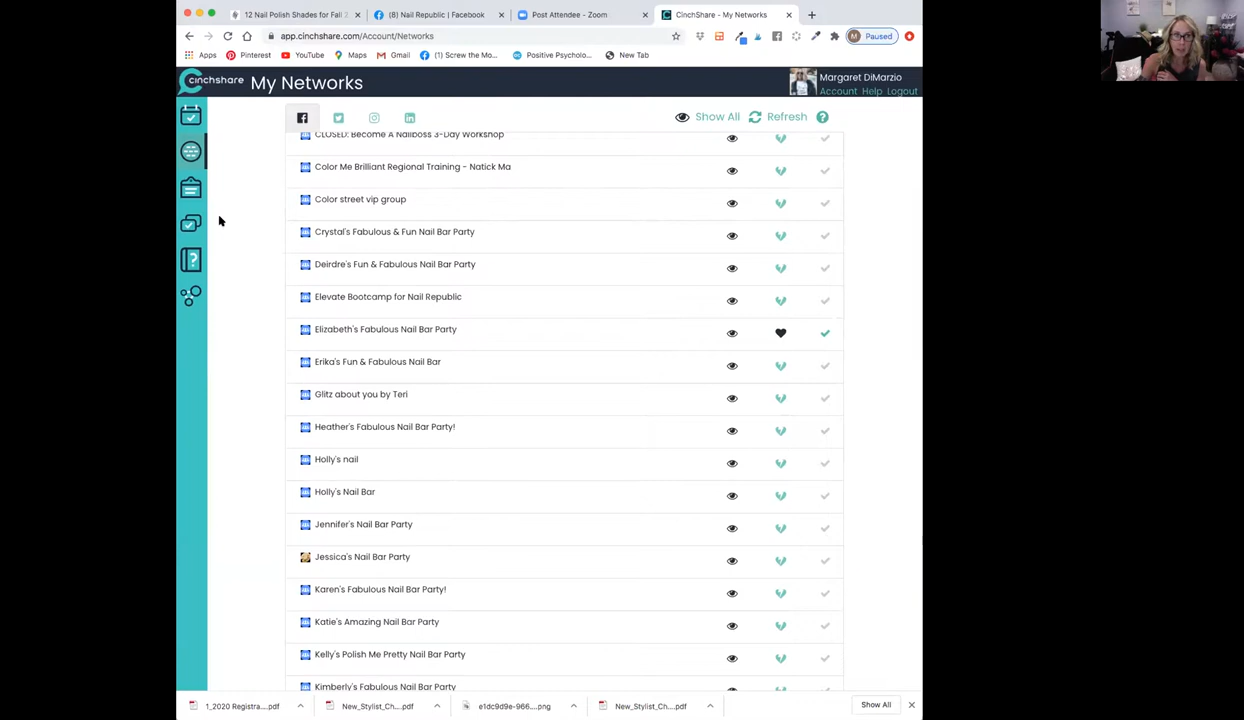 12 Nail Polish Shades for Fall 2
(8) Nail Republic | Facebook
Post Attendee - Zoom
CinchShare - My Networks
app.cinchshare.com/Account/Networks
Paused
Apps
Pinterest
YouTube
Maps
Gmail
(1) Screw the Mo...
Positive Psycholo...
New Tab
cinchshare
My Networks
Margaret DiMarzio
Account Help Logout
Show All
Refresh
CLOSED: Become A Nailboss 3-Day Workshop
Color Me Brilliant Regional Training - Natick Ma
Color street vip group
Crystal's Fabulous & Fun Nail Bar Party
Deirdre's Fun & Fabulous Nail Bar Party
Elevate Bootcamp for Nail Republic
Elizabeth's Fabulous Nail Bar Party
Erika's Fun & Fabulous Nail Bar
Glitz about you by Teri
Heather's Fabulous Nail Bar Party!
Holly's nail
Holly's Nail Bar
Jennifer's Nail Bar Party
Jessica's Nail Bar Party
Karen's Fabulous Nail Bar Party!
Katie's Amazing Nail Bar Party
Kelly's Polish Me Pretty Nail Bar Party
Kimberly's Fabulous Nail Bar Party
1_2020 Registra....pdf
New_Stylist_Ch....pdf
e1dc9d9e-966....png
New_Stylist_Ch....pdf
Show All